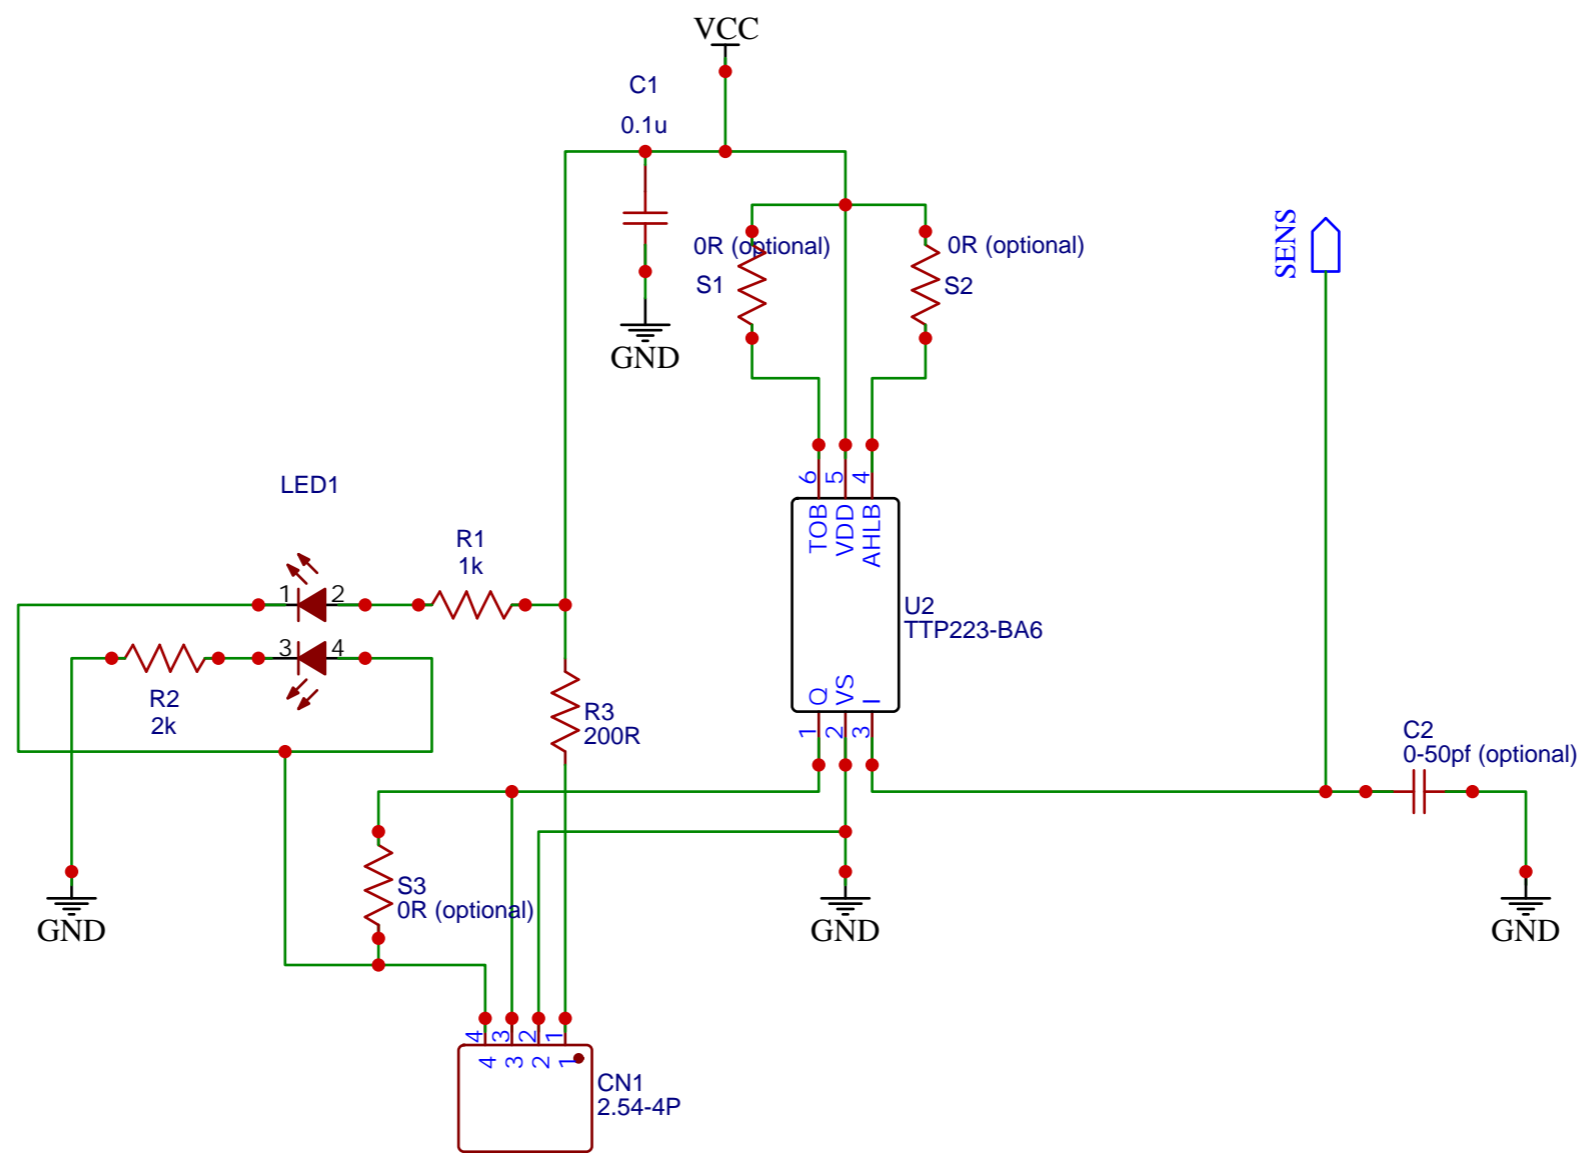 VCC
C1
0.1u
0R (optional)
S1
0R (optional)
S2
SENS
GND
LED1
R1
1k
1
2
3
4
R2
2k
R3
200R
6
5
4
TOB
VDD
AHLB
U2
TTP223-BA6
Q
VS
I
1
2
3
C2
0-50pf (optional)
S3
0R (optional)
GND
GND
GND
4
3
2
1
4
3
2
1
CN1
2.54-4P